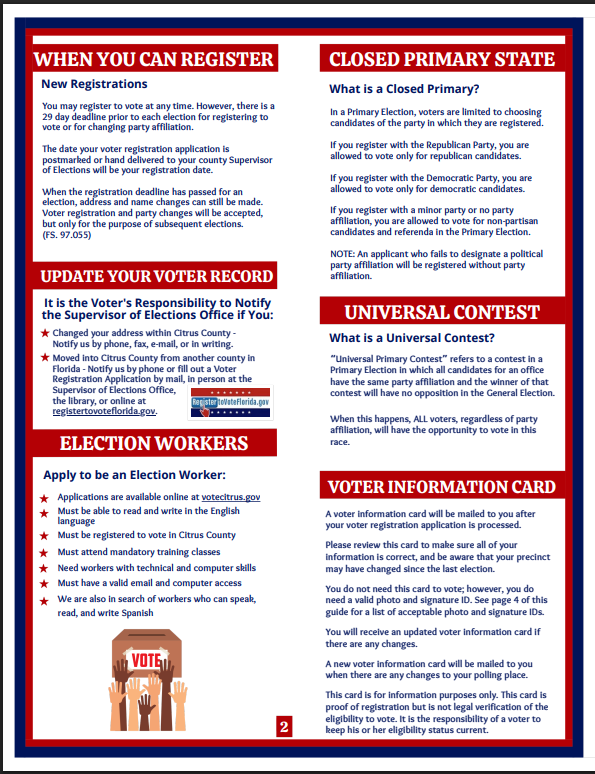 WHEN YOU CAN REGISTER
New Registrations
You may register to vote at any time. However, there is a
29 day deadline prior to each election for registering to
vote or for changing party affiliation.
The date your voter registration application is
postmarked or hand delivered to your county Supervisor
of Elections will be your registration date.
When the registration deadline has passed for an
election, address and name changes can still be made.
Voter registration and party changes will be accepted,
but only for the purpose of subsequent elections.
(FS. 97.055)
UPDATE YOUR VOTER RECORD
It is the Voter's Responsibility to Notify
the Supervisor of Elections Office if You:
Changed your address within Citrus County -
Notify us by phone, fax, e-mail, or in writing.
Moved into Citrus County from another county in
Florida - Notify us by phone or fill out a Voter
Registration Application by mail, in person at the
Supervisor of Elections Office,
the library, or online at
registertovoteflorida.gov.
RegistertoVoteFlorida.gov
ELECTION WORKERS
Apply to be an Election Worker:
Applications are available online at votecitrus.gov
Must be able to read and write in the English
language
Must be registered to vote in Citrus County
Must attend mandatory training classes
Need workers with technical and computer skills
Must have a valid email and computer access
We are also in search of workers who can speak,
read, and write Spanish
VOTE
CLOSED PRIMARY STATE
What is a Closed Primary?
In a Primary Election, voters are limited to choosing
candidates of the party in which they are registered.
If you register with the Republican Party, you are
allowed to vote only for republican candidates.
If you register with the Democratic Party, you are
allowed to vote only for democratic candidates.
If you register with a minor party or no party
affiliation, you are allowed to vote for non-partisan
candidates and referenda in the Primary Election.
NOTE: An applicant who fails to designate a political
party affiliation will be registered without party
affiliation.
UNIVERSAL CONTEST
What is a Universal Contest?
"Universal Primary Contest" refers to a contest in a
Primary Election in which all candidates for an office
have the same party affiliation and the winner of that
contest will have no opposition in the General Election.
When this happens, ALL voters, regardless of party
affiliation, will have the opportunity to vote in this
race.
VOTER INFORMATION CARD
A voter information card will be mailed to you after
your voter registration application is processed.
Please review this card to make sure all of your
information is correct, and be aware that your precinct
may have changed since the last election.
You do not need this card to vote; however, you do
need a valid photo and signature ID. See page 4 of this
guide for a list of acceptable photo and signature IDs.
You will receive an updated voter information card if
there are any changes.
A new voter information card will be mailed to you
when there are any changes to your polling place.
This card is for information purposes only. This card is
proof of registration but is not legal verification of the
eligibility to vote. It is the responsibility of a voter to
keep his or her eligibility status current.
2